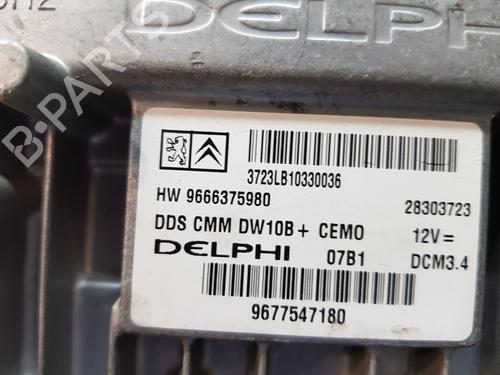 DELPHI
B-PARTS
3723LB10330036
HW 9666375980
28303723
DDS CMM DW10B+ CEMO
12V=
DELPHI
07B1
DCM3.4
9677547180